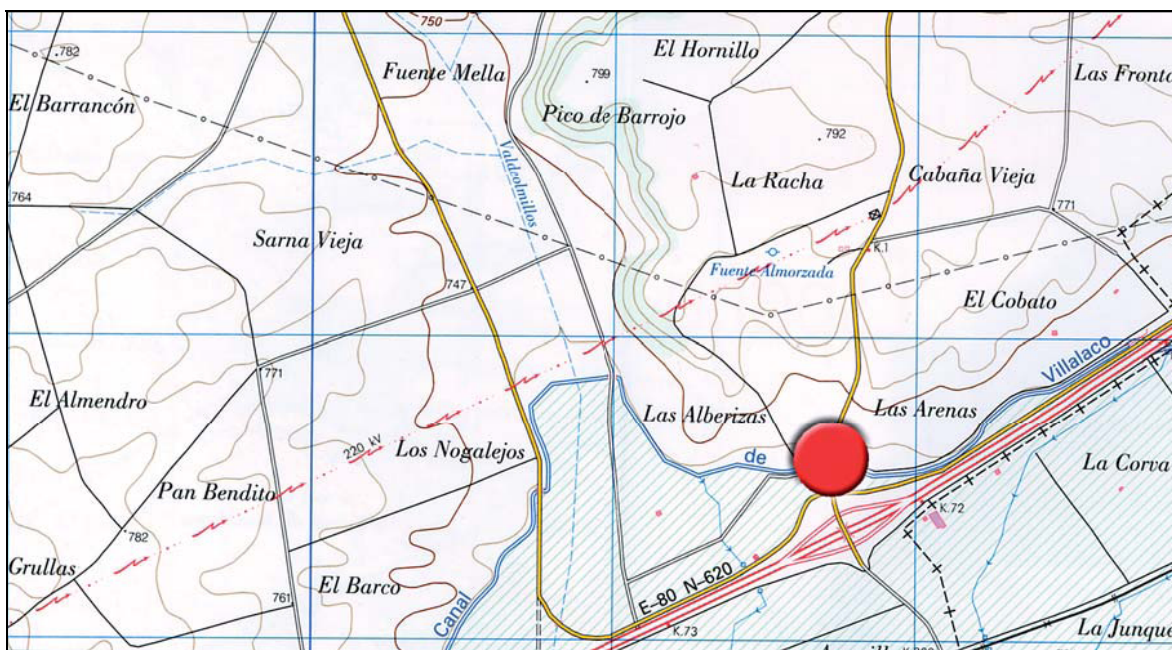 750
782
El Hornillo
Fuente Mella
799
Las Fronta
El Barrancón
Pico de Barrojo
792
Valdeolmillos
La Racha
Cabaña Vieja
764
771
Sarna Vieja
K.1
Fuente Almorzada
747
El Cobato
771
Villalaco
El Almendro
Las Alberizas
Las Arenas
220 kV
Los Nogalejos
de
La Corva
Pan Bendito
K.72
782
Grullas
El Barco
E-80 N-620
761
Canal
K.73
La Junque